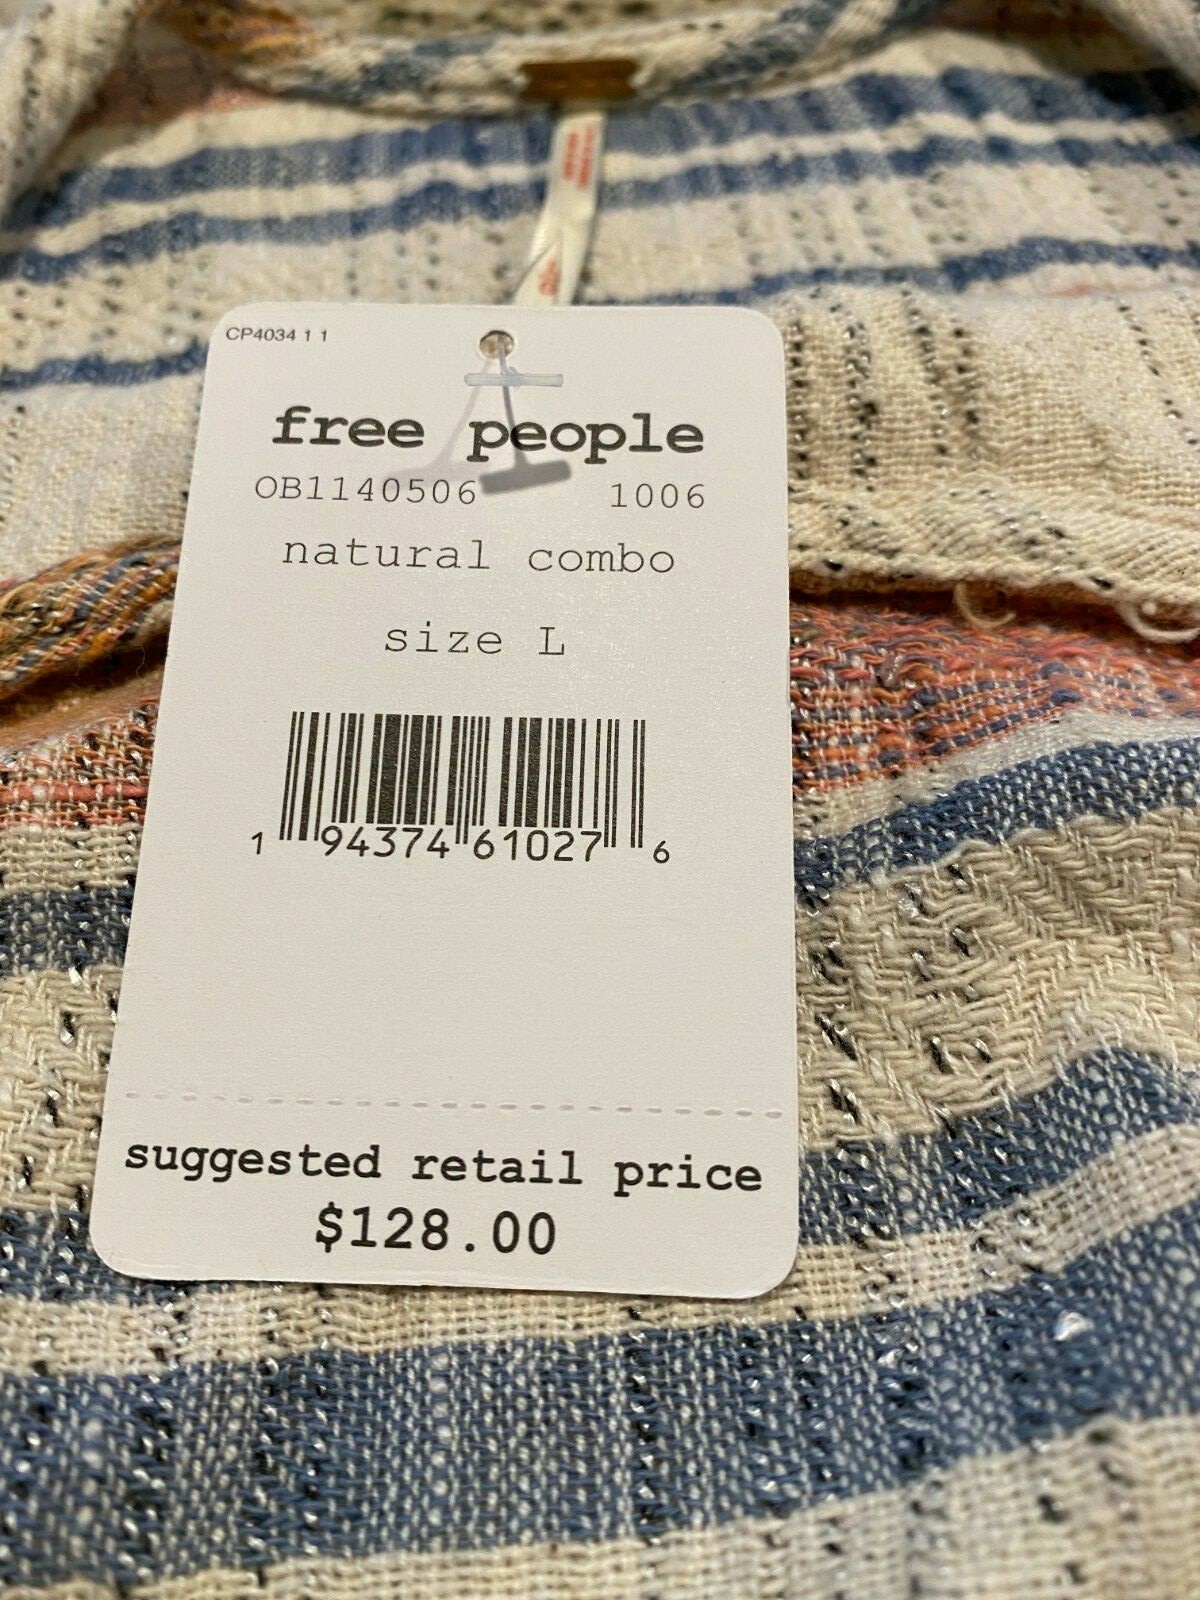 CP4034 1 1
free people
OB1140506 1006
natural combo
size L
1 94374 61027 6
suggested retail price
$128.00